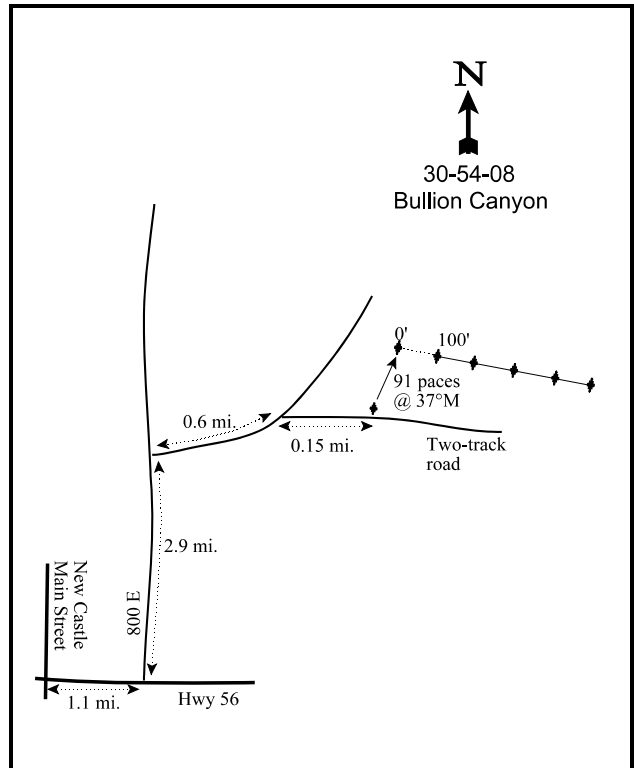 N
30-54-08
Bullion Canyon
0'
100'
91 paces
@ 37°M
0.6 mi.
0.15 mi.
Two-track
road
2.9 mi.
New Castle
Main Street
800 E
1.1 mi.
Hwy 56